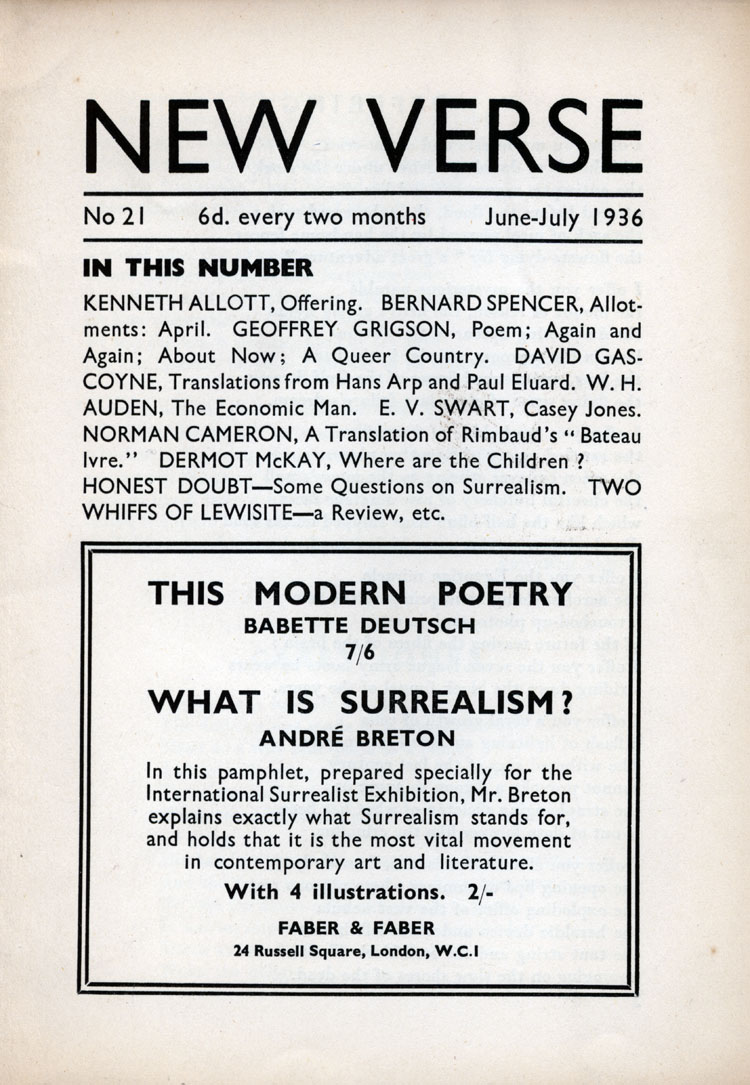 NEW VERSE
No 21 6d. every two months June-July 1936
IN THIS NUMBER
KENNETH ALLOTT, Offering. BERNARD SPENCER, Allot-
ments: April. GEOFFREY GRIGSON, Poem; Again and
Again; About Now; A Queer Country. DAVID GAS-
COYNE, Translations from Hans Arp and Paul Eluard. W. H.
AUDEN, The Economic Man. E. V. SWART, Casey Jones.
NORMAN CAMERON, A Translation of Rimbaud's “Bateau
Ivre.” DERMOT McKAY, Where are the Children?
HONEST DOUBT—Some Questions on Surrealism. TWO
WHIFFS OF LEWISITE—a Review, etc.
THIS MODERN POETRY
BABETTE DEUTSCH
7/6
WHAT IS SURREALISM?
ANDRÉ BRETON
In this pamphlet, prepared specially for the
International Surrealist Exhibition, Mr. Breton
explains exactly what Surrealism stands for,
and holds that it is the most vital movement
in contemporary art and literature.
With 4 illustrations. 2/-
FABER & FABER
24 Russell Square, London, W.C.1